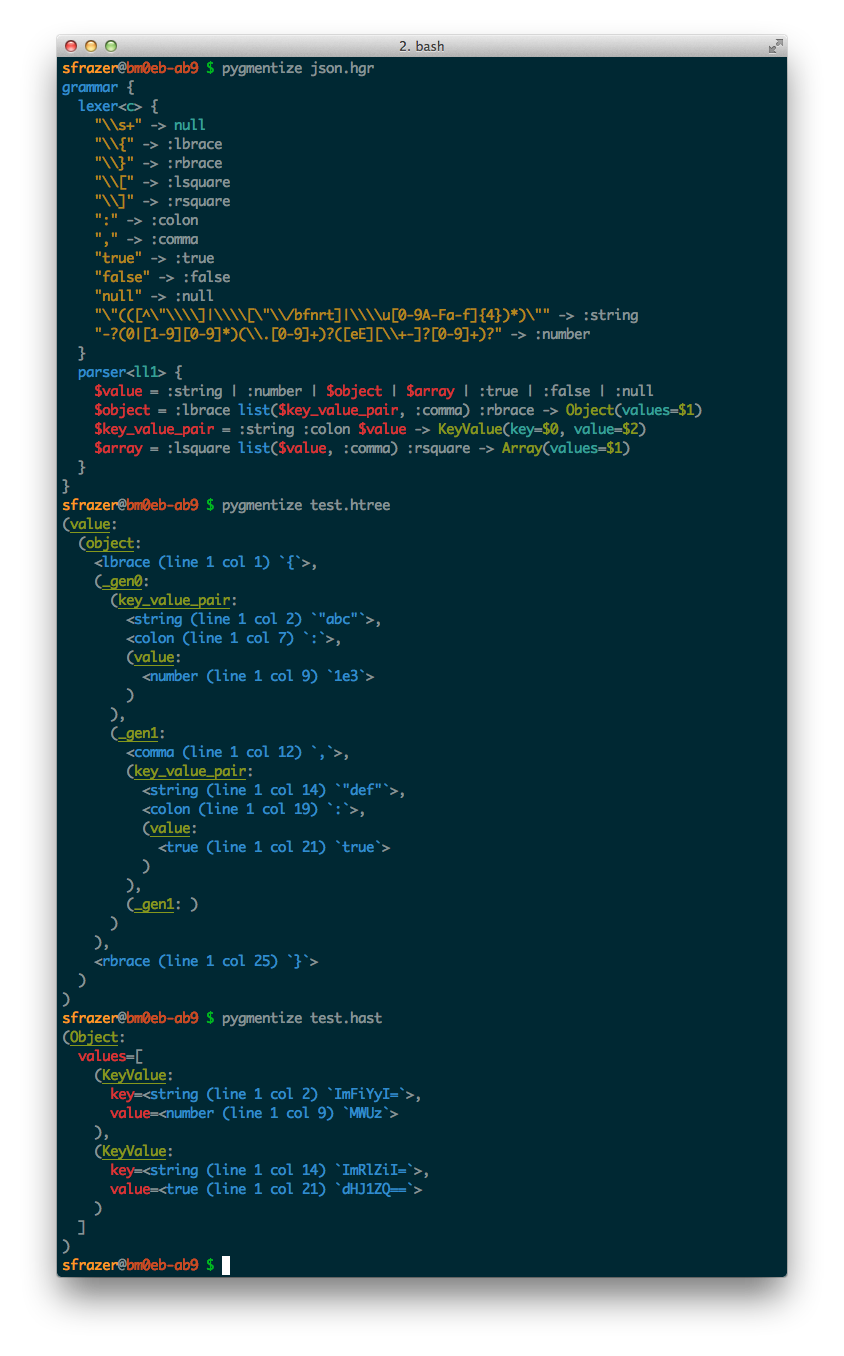 2. bash
sfrazer@bm0eb-ab9 $ pygmentize json.hgr
grammar {
  lexer<c> {
    "\\s+" -> null
    "\\{" -> :lbrace
    "\\}" -> :rbrace
    "\\[" -> :lsquare
    "\\]" -> :rsquare
    ":" -> :colon
    "," -> :comma
    "true" -> :true
    "false" -> :false
    "null" -> :null
    "\"(([^\"\\\\]|\\\\[\"\\/bfnrt]|\\\\u[0-9A-Fa-f]{4})*)\"" -> :string
    "-?(0|[1-9][0-9]*)(\\.[0-9]+)?([eE][\\+-]?[0-9]+)?" -> :number
  }
  parser<ll1> {
    $value = :string | :number | $object | $array | :true | :false | :null
    $object = :lbrace list($key_value_pair, :comma) :rbrace -> Object(values=$1)
    $key_value_pair = :string :colon $value -> KeyValue(key=$0, value=$2)
    $array = :lsquare list($value, :comma) :rsquare -> Array(values=$1)
  }
}
sfrazer@bm0eb-ab9 $ pygmentize test.htree
(value:
  (object:
    <lbrace (line 1 col 1) `{`>,
    (_gen0:
      (key_value_pair:
        <string (line 1 col 2) `"abc"`>,
        <colon (line 1 col 7) `:`>,
        (value:
          <number (line 1 col 9) `1e3`>
        )
      ),
      (_gen1:
        <comma (line 1 col 12) `,`>,
        (key_value_pair:
          <string (line 1 col 14) `"def"`>,
          <colon (line 1 col 19) `:`>,
          (value:
            <true (line 1 col 21) `true`>
          )
        ),
        (_gen1: )
      )
    ),
    <rbrace (line 1 col 25) `}`>
  )
)
sfrazer@bm0eb-ab9 $ pygmentize test.hast
(Object:
  values=[
    (KeyValue:
      key=<string (line 1 col 2) `ImFiYyI=`>,
      value=<number (line 1 col 9) `MWUz`>
    ),
    (KeyValue:
      key=<string (line 1 col 14) `ImRlZiI=`>,
      value=<true (line 1 col 21) `dHJ1ZQ==`>
    )
  ]
)
sfrazer@bm0eb-ab9 $